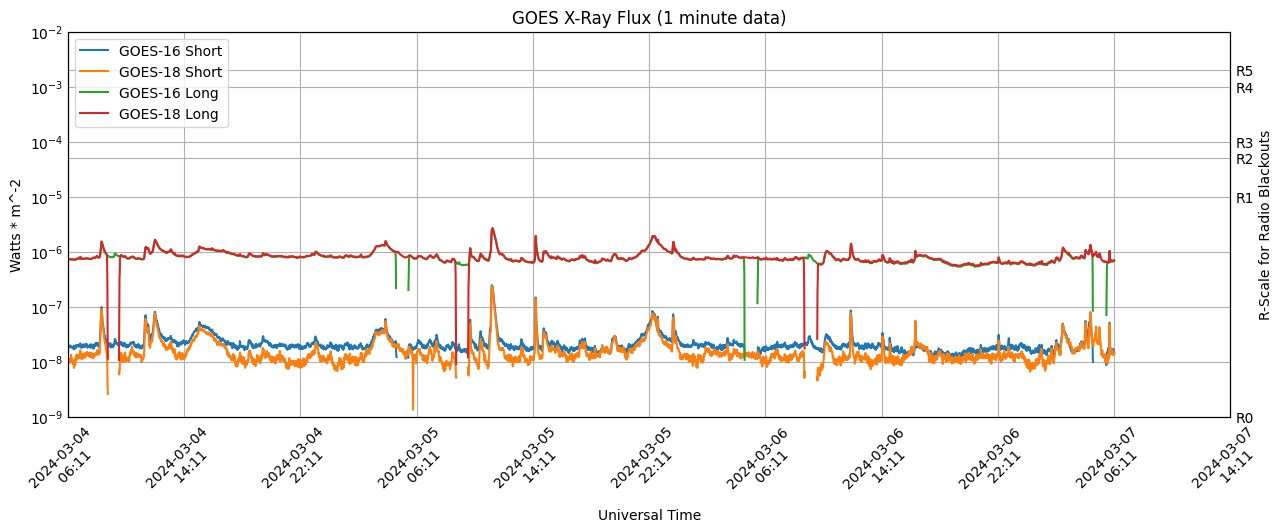 GOES X-Ray Flux (1 minute data)
GOES-16 Short
GOES-18 Short
GOES-16 Long
GOES-18 Long
Watts * m^-2
10⁻²
10⁻³
10⁻⁴
10⁻⁵
10⁻⁶
10⁻⁷
10⁻⁸
10⁻⁹
R5
R4
R3
R2
R1
R0
R-Scale for Radio Blackouts
2024-03-04
06:11
2024-03-04
14:11
2024-03-04
22:11
2024-03-05
06:11
2024-03-05
14:11
2024-03-05
22:11
2024-03-06
06:11
2024-03-06
14:11
2024-03-06
22:11
2024-03-07
06:11
2024-03-07
14:11
Universal Time